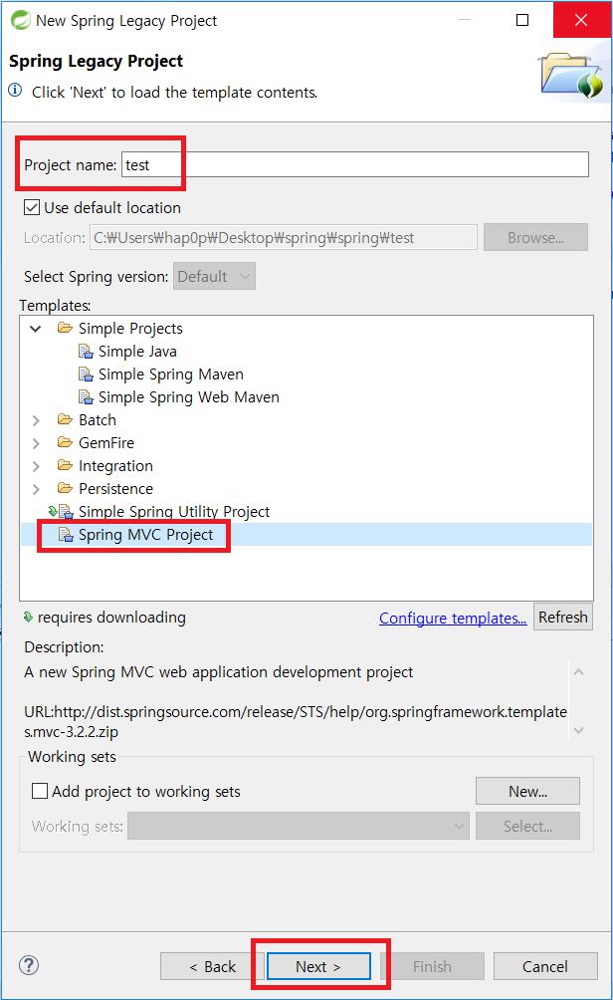 New Spring Legacy Project
Spring Legacy Project
Click 'Next' to load the template contents.
Project name: test
Use default location
Location: C:₩Users₩hap0p₩Desktop₩spring₩spring₩test Browse...
Select Spring version: Default
Templates:
Simple Projects
Simple Java
Simple Spring Maven
Simple Spring Web Maven
Batch
GemFire
Integration
Persistence
Simple Spring Utility Project
Spring MVC Project
requires downloading Configure templates... Refresh
Description:
A new Spring MVC web application development project
URL:http://dist.springsource.com/release/STS/help/org.springframework.template
s.mvc-3.2.2.zip
Working sets
Add project to working sets New...
Working sets: Select...
? < Back Next > Finish Cancel